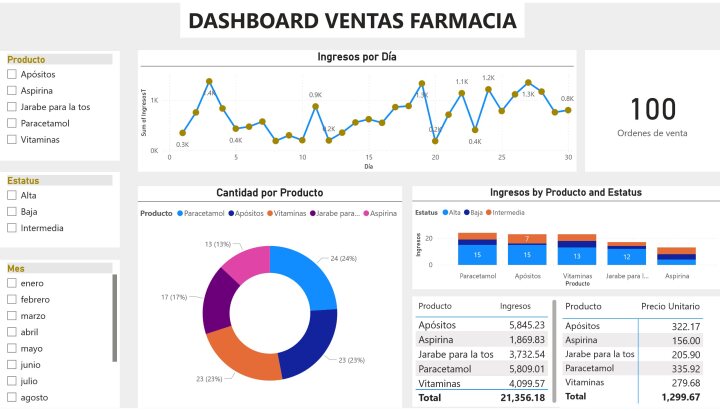 DASHBOARD VENTAS FARMACIA
Producto
Apósitos
Aspirina
Jarabe para la tos
Paracetamol
Vitaminas
Estatus
Alta
Baja
Intermedia
Mes
enero
febrero
marzo
abril
mayo
junio
julio
agosto
Ingresos por Día
Sum of IngresosT
1K
0K
0.3K
0.4K
0.9K
0.2K
1.1K
0.4K
1.2K
1.3K
0.8K
0 5 10 15 20 25 30
Día
100
Ordenes de venta
Cantidad por Producto
Producto Paracetamol Apósitos Vitaminas Jarabe para... Aspirina
13 (13%)
24 (24%)
17 (17%)
23 (23%)
23 (23%)
Ingresos by Producto and Estatus
Estatus Alta Baja Intermedia
Ingresos
20
0
15 15 13 12
7
Paracetamol Apósitos Vitaminas Jarabe para l... Aspirina
Producto
Producto Ingresos
Apósitos 5,845.23
Aspirina 1,869.83
Jarabe para la tos 3,732.54
Paracetamol 5,809.01
Vitaminas 4,099.57
Total 21,356.18
Producto Precio Unitario
Apósitos 322.17
Aspirina 156.00
Jarabe para la tos 205.90
Paracetamol 335.92
Vitaminas 279.68
Total 1,299.67